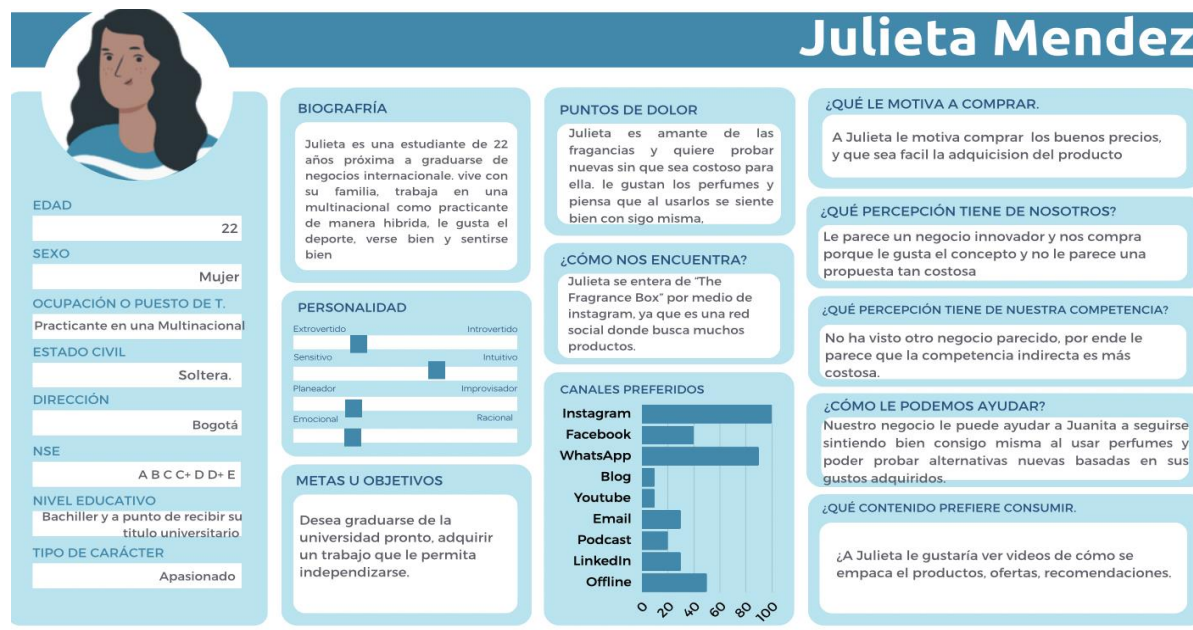 Julieta Mendez
EDAD
22
SEXO
Mujer
OCUPACIÓN O PUESTO DE T.
Practicante en una Multinacional
ESTADO CIVIL
Soltera.
DIRECCIÓN
Bogotá
NSE
A B C C+ D D+ E
NIVEL EDUCATIVO
Bachiller y a punto de recibir su
titulo universitario
TIPO DE CARÁCTER
Apasionado
BIOGRAFRÍA
Julieta es una estudiante de 22
años próxima a graduarse de
negocios internacionale. vive con
su familia, trabaja en una
multinacional como practicante
de manera hibrida, le gusta el
deporte, verse bien y sentirse
bien
PERSONALIDAD
Extrovertido Introvertido
Sensitivo Intuitivo
Planeador Improvisador
Emocional Racional
METAS U OBJETIVOS
Desea graduarse de la
universidad pronto, adquirir
un trabajo que le permita
independizarse.
PUNTOS DE DOLOR
Julieta es amante de las
fragancias y quiere probar
nuevas sin que sea costoso para
ella. le gustan los perfumes y
piensa que al usarlos se siente
bien con sigo misma,
¿CÓMO NOS ENCUENTRA?
Julieta se entera de "The
Fragrance Box" por medio de
instagram, ya que es una red
social donde busca muchos
productos.
CANALES PREFERIDOS
Instagram
Facebook
WhatsApp
Blog
Youtube
Email
Podcast
LinkedIn
Offline
0 20 40 60 80 100
¿QUÉ LE MOTIVA A COMPRAR.
A Julieta le motiva comprar los buenos precios,
y que sea facil la adquicision del producto
¿QUÉ PERCEPCIÓN TIENE DE NOSOTROS?
Le parece un negocio innovador y nos compra
porque le gusta el concepto y no le parece una
propuesta tan costosa
¿QUÉ PERCEPCIÓN TIENE DE NUESTRA COMPETENCIA?
No ha visto otro negocio parecido, por ende le
parece que la competencia indirecta es más
costosa.
¿CÓMO LE PODEMOS AYUDAR?
Nuestro negocio le puede ayudar a Juanita a seguirse
sintiendo bien consigo misma al usar perfumes y
poder probar alternativas nuevas basadas en sus
gustos adquiridos.
¿QUÉ CONTENIDO PREFIERE CONSUMIR.
¿A Julieta le gustaría ver videos de cómo se
empaca el productos, ofertas, recomendaciones.